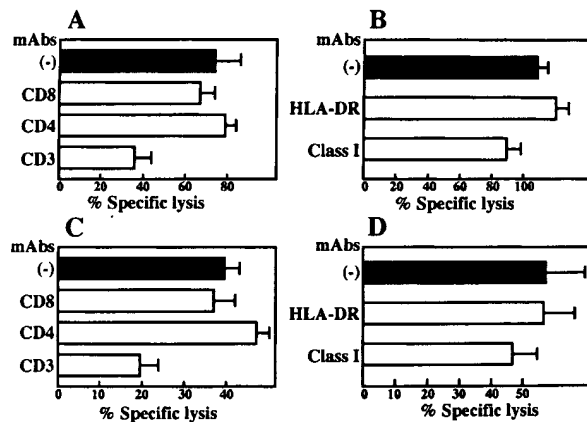 A
mAbs
(-)
CD8
CD4
CD3
0 20 40 60 80
% Specific lysis
B
mAbs
(-)
HLA-DR
Class I
0 20 40 60 80 100
% Specific lysis
C
mAbs
(-)
CD8
CD4
CD3
0 20 40
% Specific lysis
D
mAbs
(-)
HLA-DR
Class I
0 10 20 30 40 50
% Specific lysis